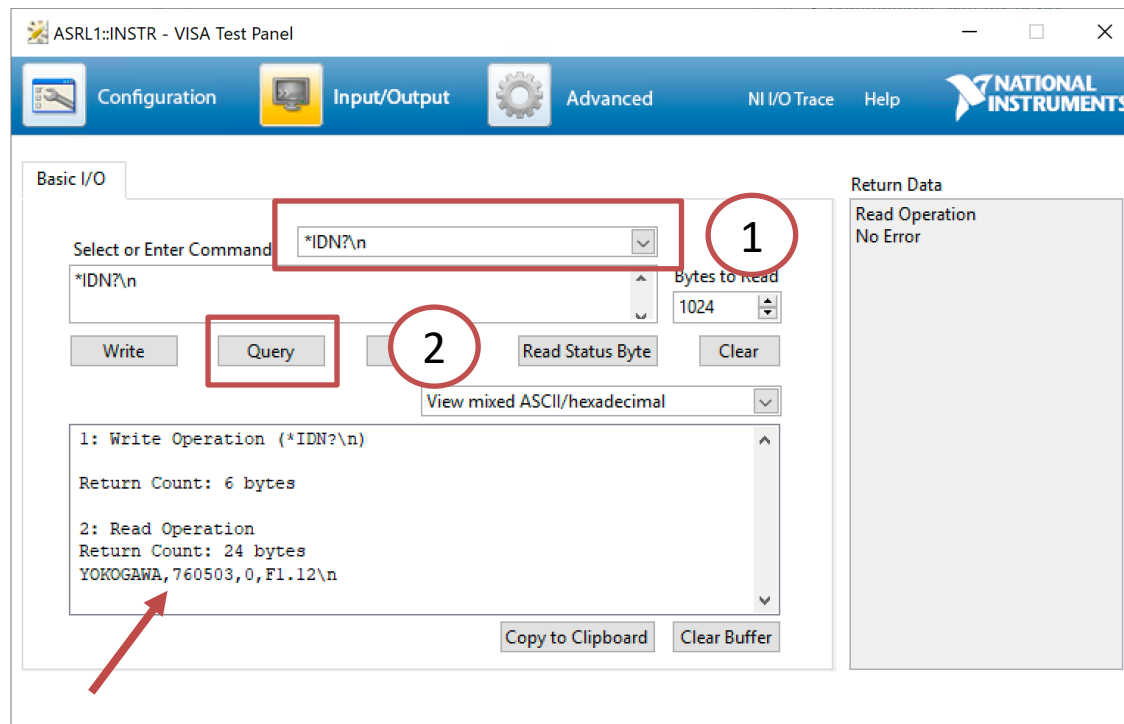 ASRL1::INSTR - VISA Test Panel
Configuration
Input/Output
Advanced
NI I/O Trace
Help
NATIONAL
INSTRUMENTS
Basic I/O
Return Data
Read Operation
No Error
Select or Enter Command
*IDN?\n
1
*IDN?\n
Bytes to Read
1024
Write
Query
2
Read Status Byte
Clear
View mixed ASCII/hexadecimal
1: Write Operation (*IDN?\n)
Return Count: 6 bytes
2: Read Operation
Return Count: 24 bytes
YOKOGAWA,760503,0,F1.12\n
Copy to Clipboard
Clear Buffer